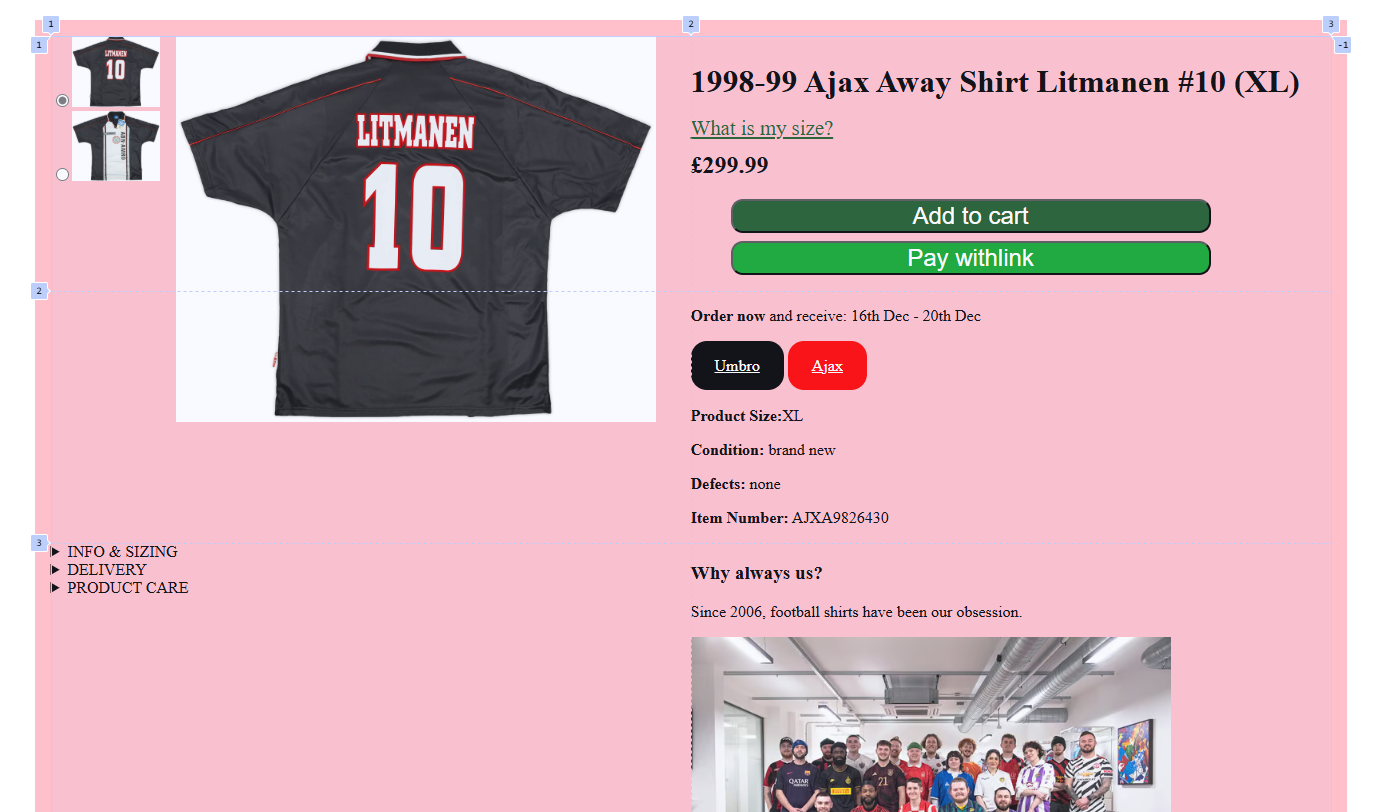 1
2
3
1
-1
LITMANEN
10
1998-99 Ajax Away Shirt Litmanen #10 (XL)
LITMANEN
10
What is my size?
£299.99
Add to cart
Pay withlink
2
Order now and receive: 16th Dec - 20th Dec
Umbro Ajax
Product Size:XL
Condition: brand new
Defects: none
Item Number: AJXA9826430
3
INFO & SIZING
DELIVERY
PRODUCT CARE
Why always us?
Since 2006, football shirts have been our obsession.
QATAR
21